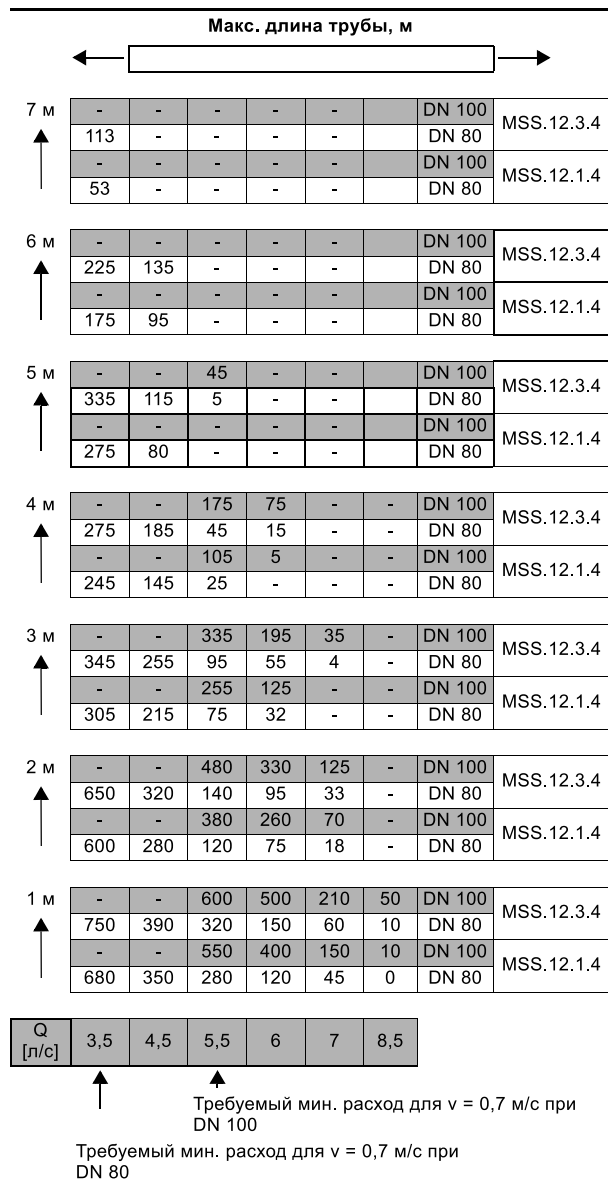 Макс. длина трубы, м
7 м
- - - - - DN 100 MSS.12.3.4
113 - - - - DN 80
- - - - - DN 100 MSS.12.1.4
53 - - - - DN 80
6 м
- - - - - DN 100 MSS.12.3.4
225 135 - - - DN 80
- - - - - DN 100 MSS.12.1.4
175 95 - - - DN 80
5 м
- - 45 - - DN 100 MSS.12.3.4
335 115 5 - - DN 80
- - - - - DN 100 MSS.12.1.4
275 80 - - - DN 80
4 м
- - 175 75 - - DN 100 MSS.12.3.4
275 185 45 15 - - DN 80
- - 105 5 - - DN 100 MSS.12.1.4
245 145 25 - - - DN 80
3 м
- - 335 195 35 - DN 100 MSS.12.3.4
345 255 95 55 4 - DN 80
- - 255 125 - - DN 100 MSS.12.1.4
305 215 75 32 - - DN 80
2 м
- - 480 330 125 - DN 100 MSS.12.3.4
650 320 140 95 33 - DN 80
- - 380 260 70 - DN 100 MSS.12.1.4
600 280 120 75 18 - DN 80
1 м
- - 600 500 210 50 DN 100 MSS.12.3.4
750 390 320 150 60 10 DN 80
- - 550 400 150 10 DN 100 MSS.12.1.4
680 350 280 120 45 0 DN 80
Q
[л/с] 3,5 4,5 5,5 6 7 8,5
Требуемый мин. расход для v = 0,7 м/с при
DN 100
Требуемый мин. расход для v = 0,7 м/с при
DN 80